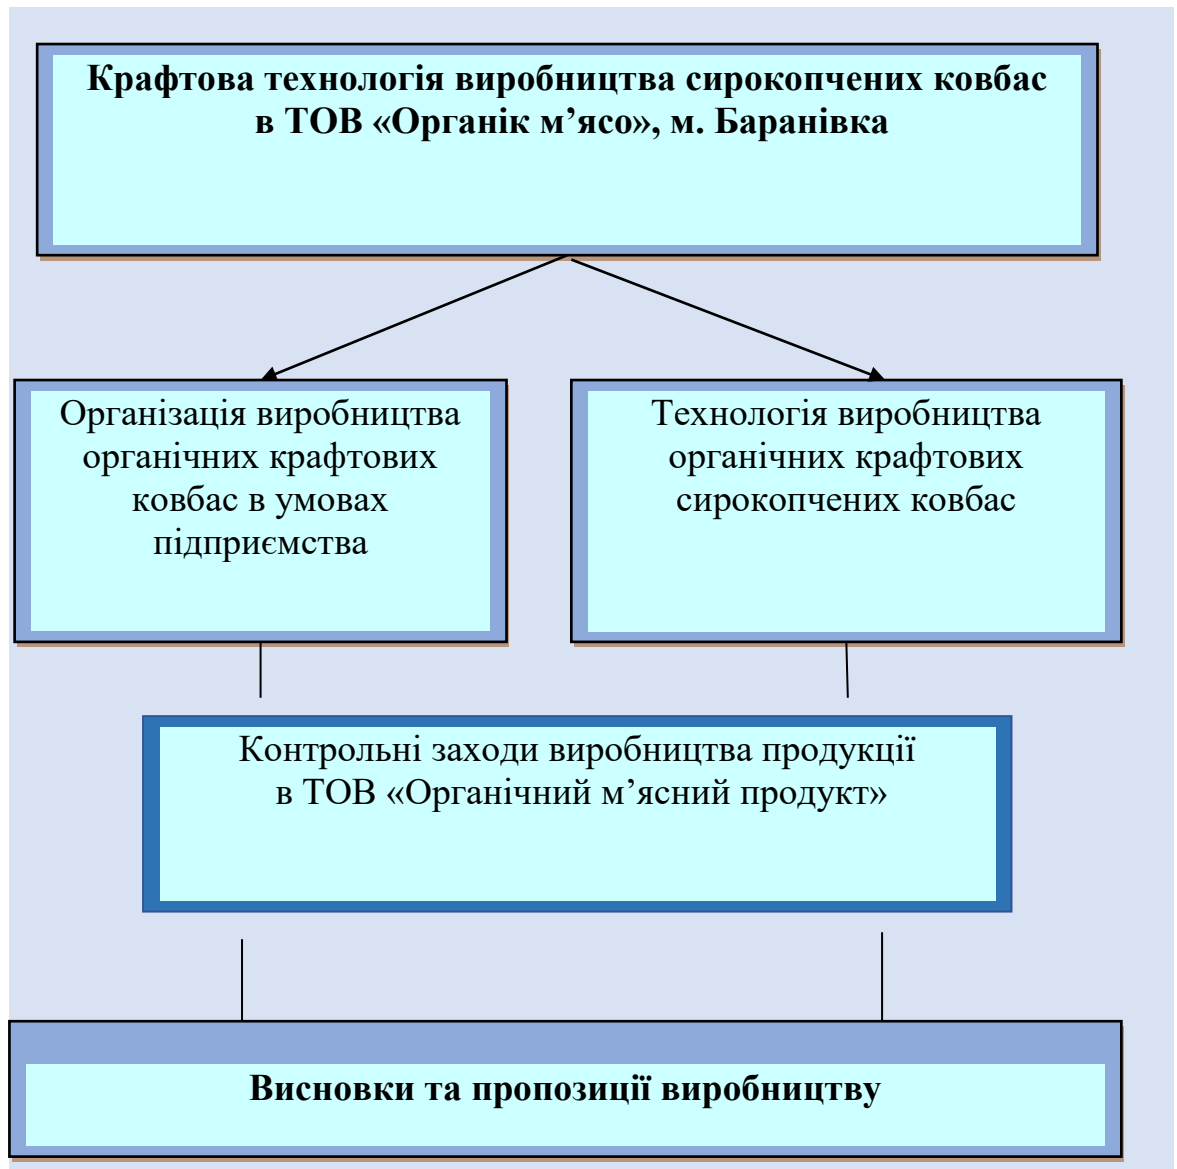 Крафтова технологія виробництва сирокопчених ковбас
в ТОВ «Органік м’ясо», м. Баранівка
Організація виробництва
органічних крафтових
ковбас в умовах
підприємства
Технологія виробництва
органічних крафтових
сирокопчених ковбас
Контрольні заходи виробництва продукції
в ТОВ «Органічний м’ясний продукт»
Висновки та пропозиції виробництву